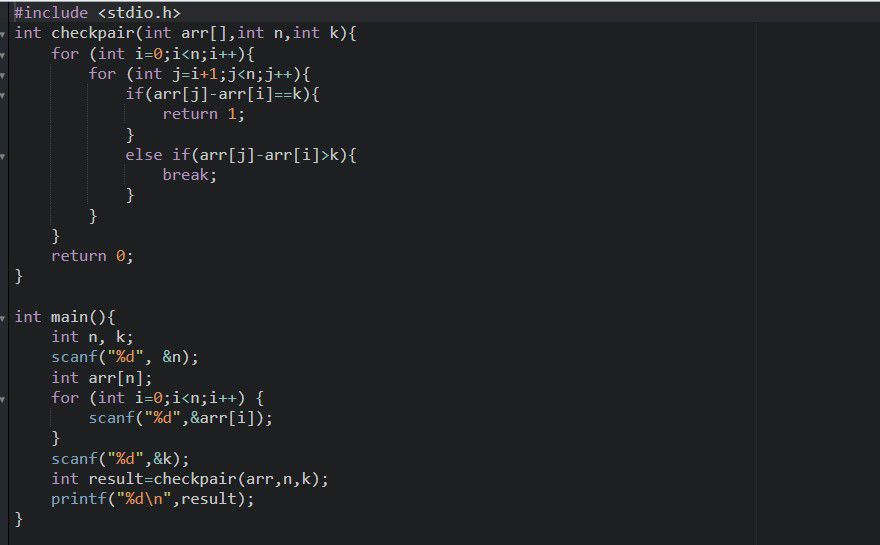 #include <stdio.h>
int checkpair(int arr[],int n,int k){
    for (int i=0;i<n;i++){
        for (int j=i+1;j<n;j++){
            if(arr[j]-arr[i]==k){
                return 1;
            }
            else if(arr[j]-arr[i]>k){
                break;
            }
        }
    }
    return 0;
}

int main(){
    int n, k;
    scanf("%d", &n);
    int arr[n];
    for (int i=0;i<n;i++) {
        scanf("%d",&arr[i]);
    }
    scanf("%d",&k);
    int result=checkpair(arr,n,k);
    printf("%d\n",result);
}